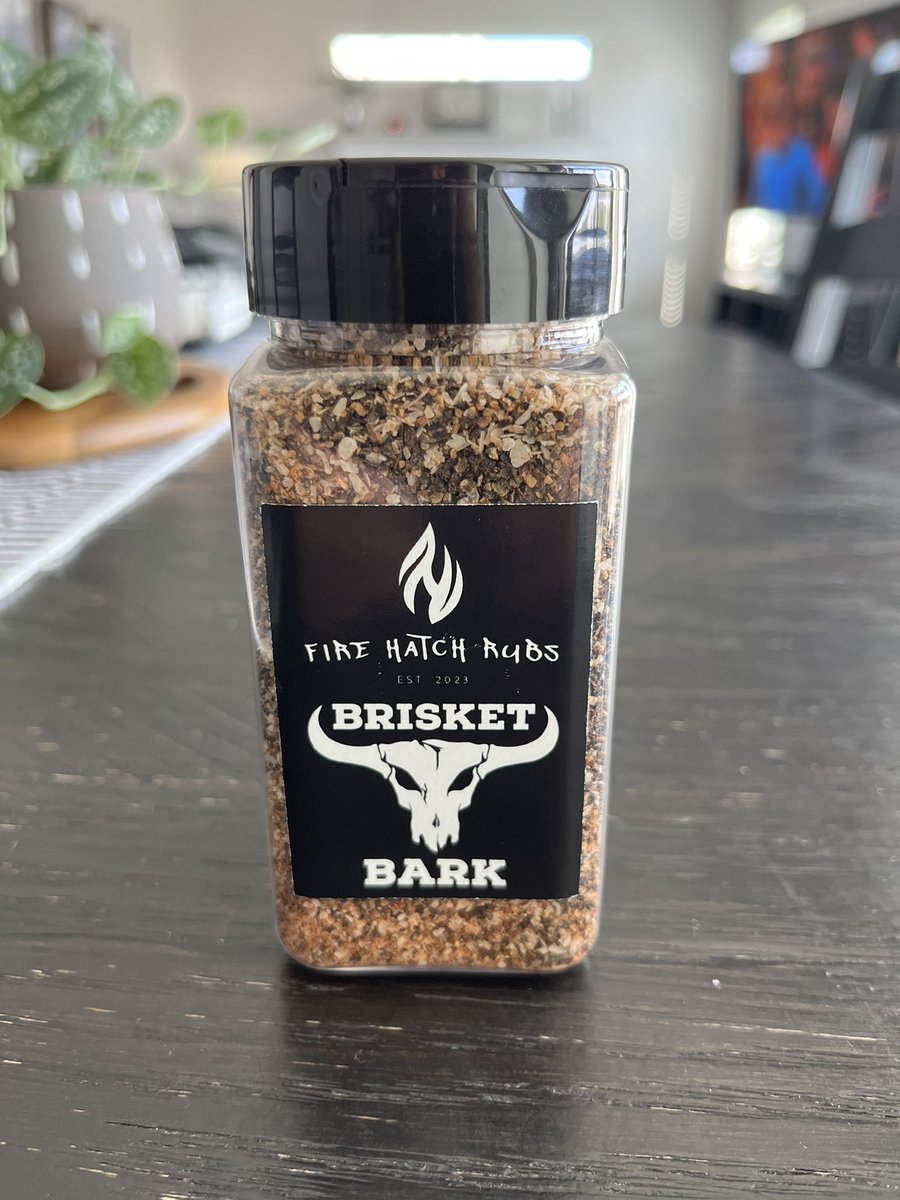 FIRE HATCH RUBS
EST 2023
BRISKET
BARK